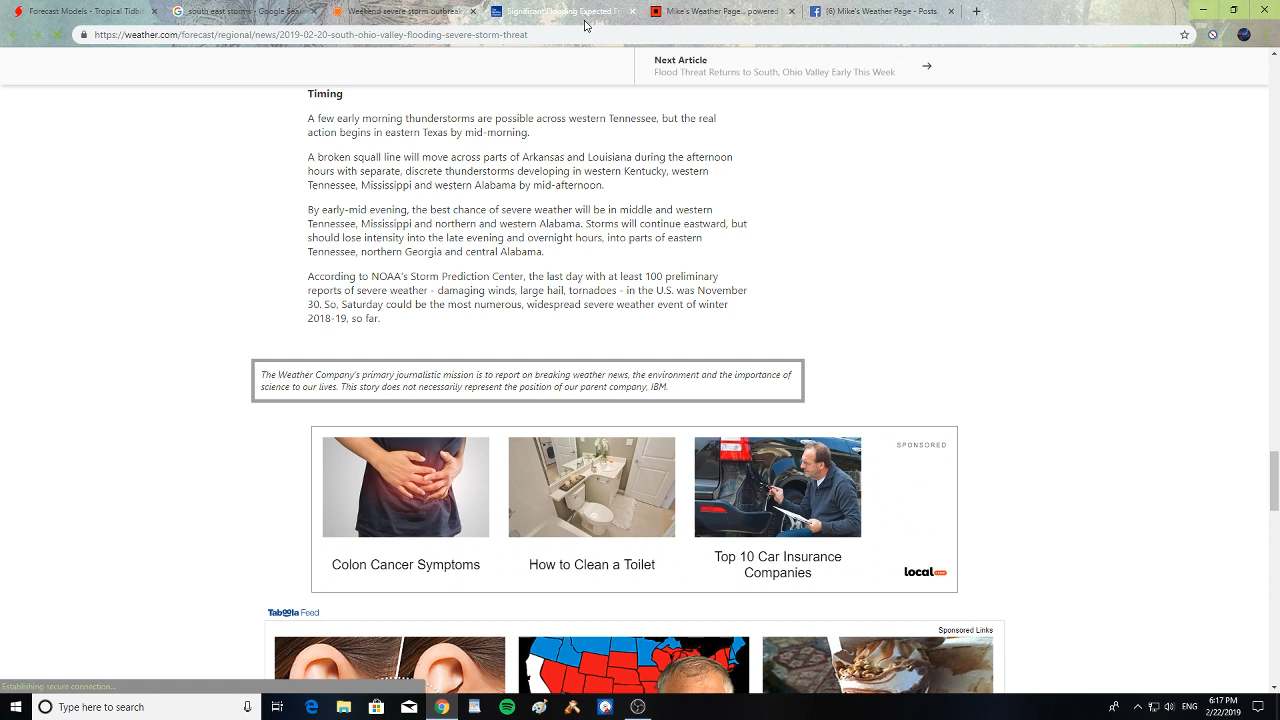 Forecast Models - Tropical Tidbi
south east storms - Google Sea
Weekend severe storm outbreak
Significant Flooding Expected Fr
Mike's Weather Page... powered
(6) Mike's Weather Page - Posts
https://weather.com/forecast/regional/news/2019-02-20-south-ohio-valley-flooding-severe-storm-threat
Next Article
Flood Threat Returns to South, Ohio Valley Early This Week
Timing
A few early morning thunderstorms are possible across western Tennessee, but the real
action begins in eastern Texas by mid-morning.
A broken squall line will move across parts of Arkansas and Louisiana during the afternoon
hours with separate, discrete thunderstorms developing in western Kentucky, western
Tennessee, Mississippi and western Alabama by mid-afternoon.
By early-mid evening, the best chance of severe weather will be in middle and western
Tennessee, Mississippi and northern and western Alabama. Storms will continue eastward, but
should lose intensity into the late evening and overnight hours, into parts of eastern
Tennessee, northern Georgia and central Alabama.
According to NOAA's Storm Prediction Center, the last day with at least 100 preliminary
reports of severe weather - damaging winds, large hail, tornadoes - in the U.S. was November
30. So, Saturday could be the most numerous, widespread severe weather event of winter
2018-19, so far.
The Weather Company's primary journalistic mission is to report on breaking weather news, the environment and the importance of
science to our lives. This story does not necessarily represent the position of our parent company, IBM.
SPONSORED
Colon Cancer Symptoms
How to Clean a Toilet
Top 10 Car Insurance
Companies
local
Taboola Feed
Sponsored Links
Establishing secure connection...
Type here to search
ENG
6:17 PM
2/22/2019